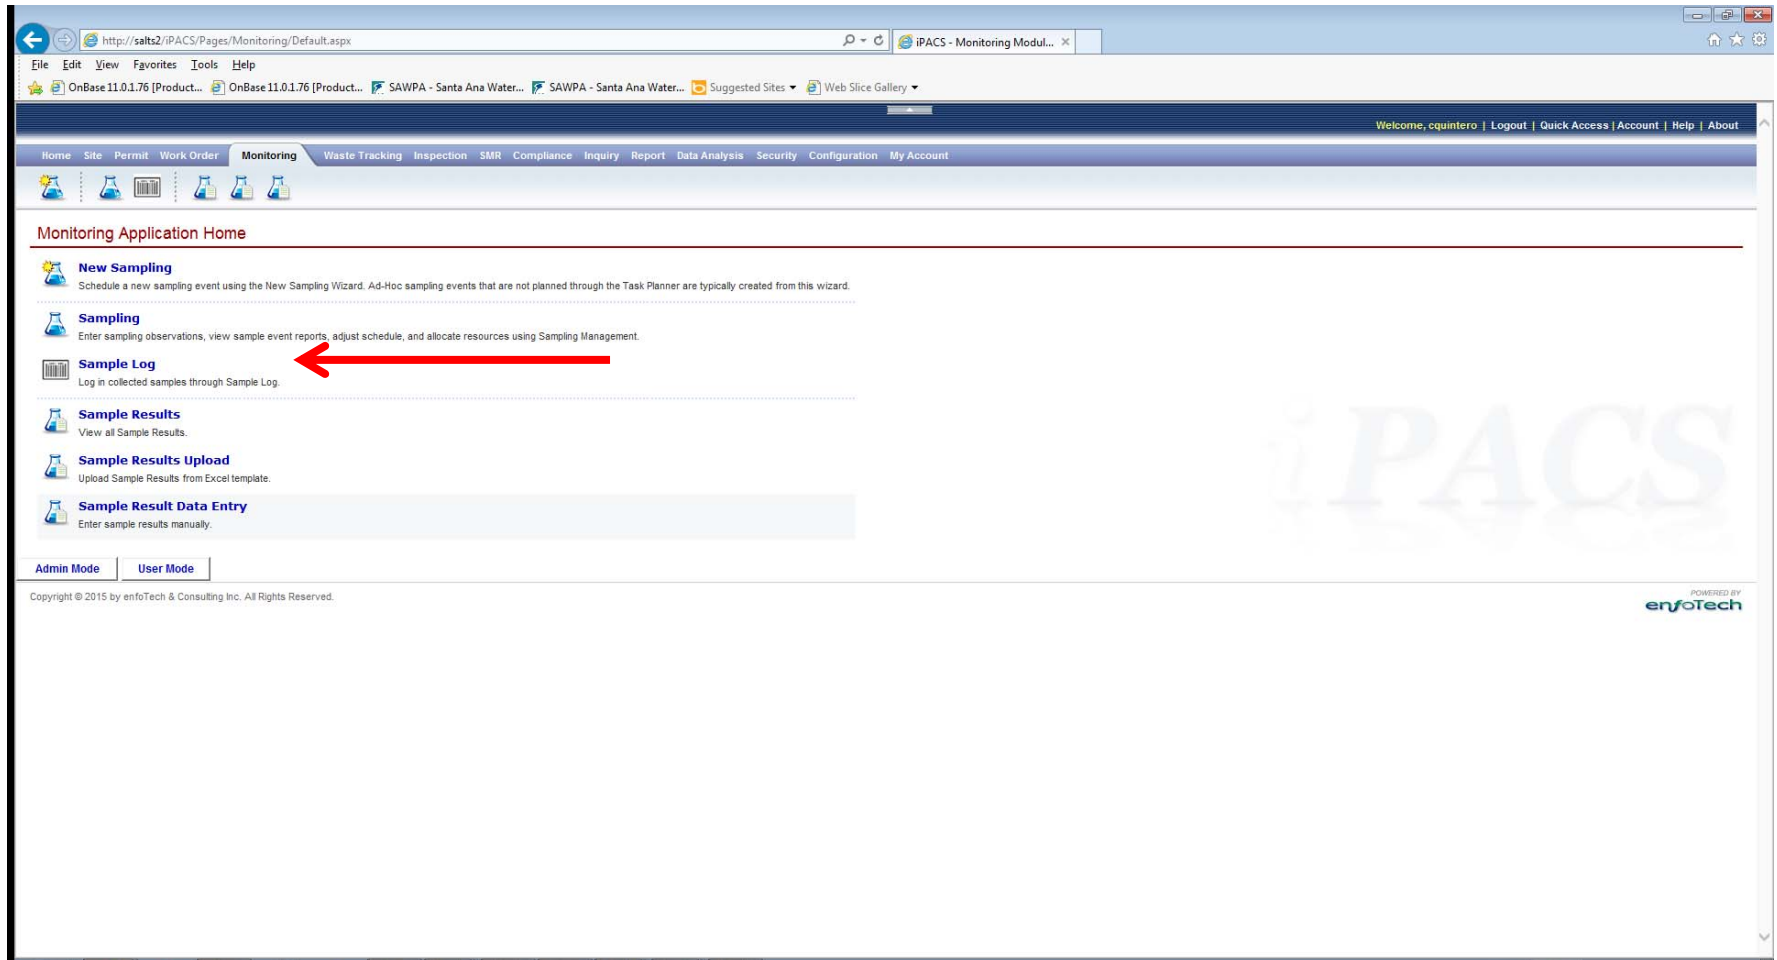 http://salts2/iPACS/Pages/Monitoring/Default.aspx
iPACS - Monitoring Modul...
File Edit View Favorites Tools Help
OnBase 11.0.1.76 [Product... OnBase 11.0.1.76 [Product... SAWPA - Santa Ana Water... SAWPA - Santa Ana Water... Suggested Sites Web Slice Gallery
Welcome, cquintero | Logout | Quick Access | Account | Help | About
Home Site Permit Work Order Monitoring Waste Tracking Inspection SMR Compliance Inquiry Report Data Analysis Security Configuration My Account
Monitoring Application Home
New Sampling
Schedule a new sampling event using the New Sampling Wizard. Ad-Hoc sampling events that are not planned through the Task Planner are typically created from this wizard.
Sampling
Enter sampling observations, view sample event reports, adjust schedule, and allocate resources using Sampling Management.
Sample Log
Log in collected samples through Sample Log.
Sample Results
View all Sample Results.
Sample Results Upload
Upload Sample Results from Excel template.
Sample Result Data Entry
Enter sample results manually.
iPACS
Admin Mode User Mode
Copyright © 2015 by enfoTech & Consulting Inc. All Rights Reserved.
POWERED BY
enfoTech